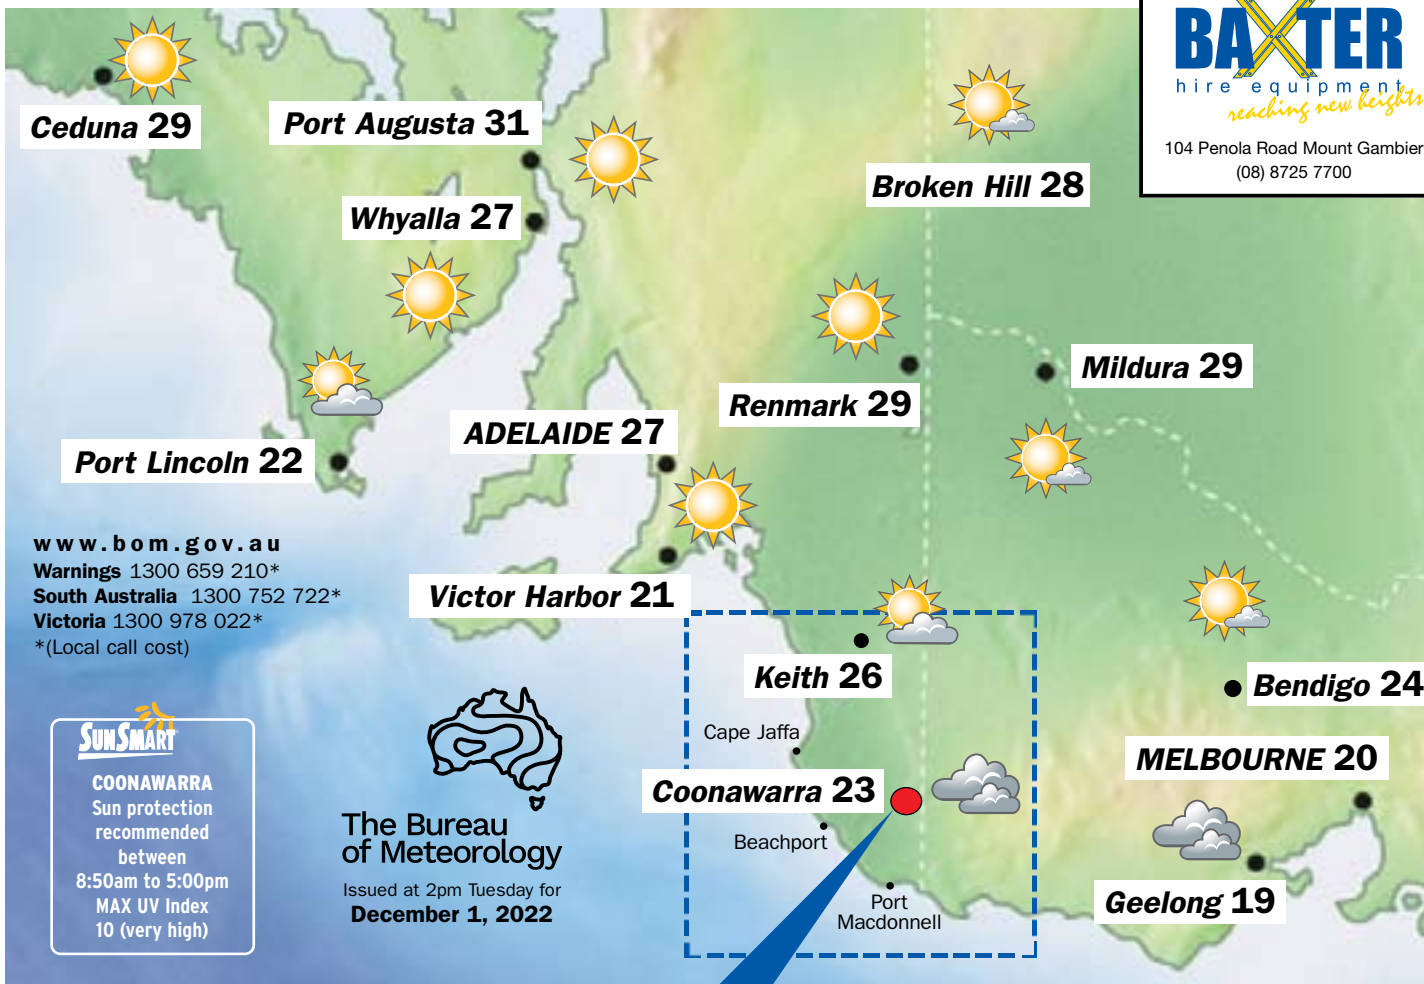 BAXTER
hire equipment
reaching new heights
104 Penola Road Mount Gambier
(08) 8725 7700
Ceduna 29
Port Augusta 31
Whyalla 27
Broken Hill 28
Renmark 29
Mildura 29
ADELAIDE 27
Port Lincoln 22
www.bom.gov.au
Warnings 1300 659 210*
South Australia 1300 752 722*
Victoria 1300 978 022*
*(Local call cost)
Victor Harbor 21
Keith 26
Bendigo 24
Cape Jaffa
MELBOURNE 20
Coonawarra 23
Beachport
Port
Macdonnell
Geelong 19
SUNSMART
COONAWARRA
Sun protection
recommended
between
8:50am to 5:00pm
MAX UV Index
10 (very high)
The Bureau
of Meteorology
Issued at 2pm Tuesday for
December 1, 2022